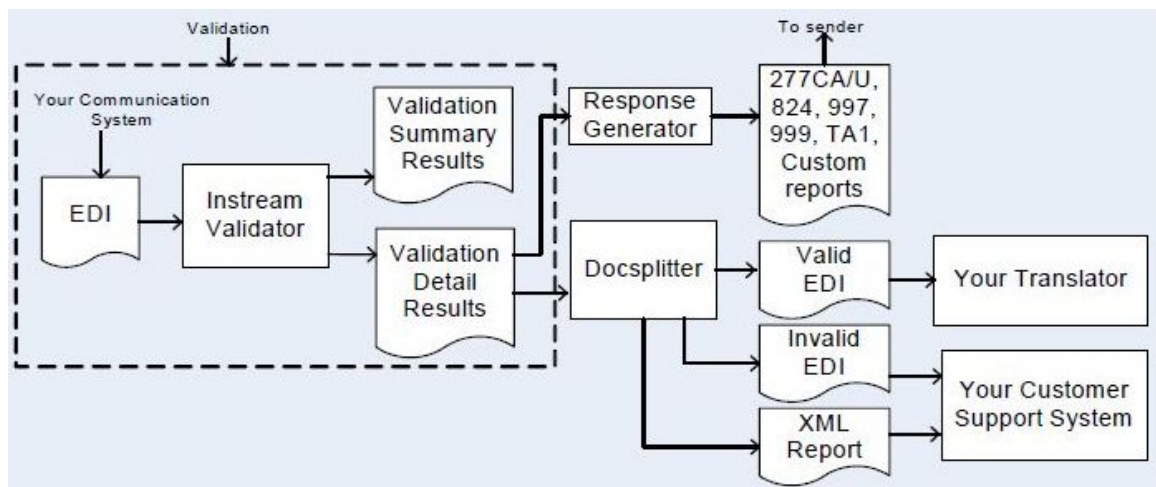 Validation
Your Communication
System
EDI
Instream
Validator
Validation
Summary
Results
Validation
Detail
Results
Response
Generator
To sender
277CA/U,
824, 997,
999, TA1,
Custom
reports
Docsplitter
Valid
EDI
Your Translator
Invalid
EDI
XML
Report
Your Customer
Support System